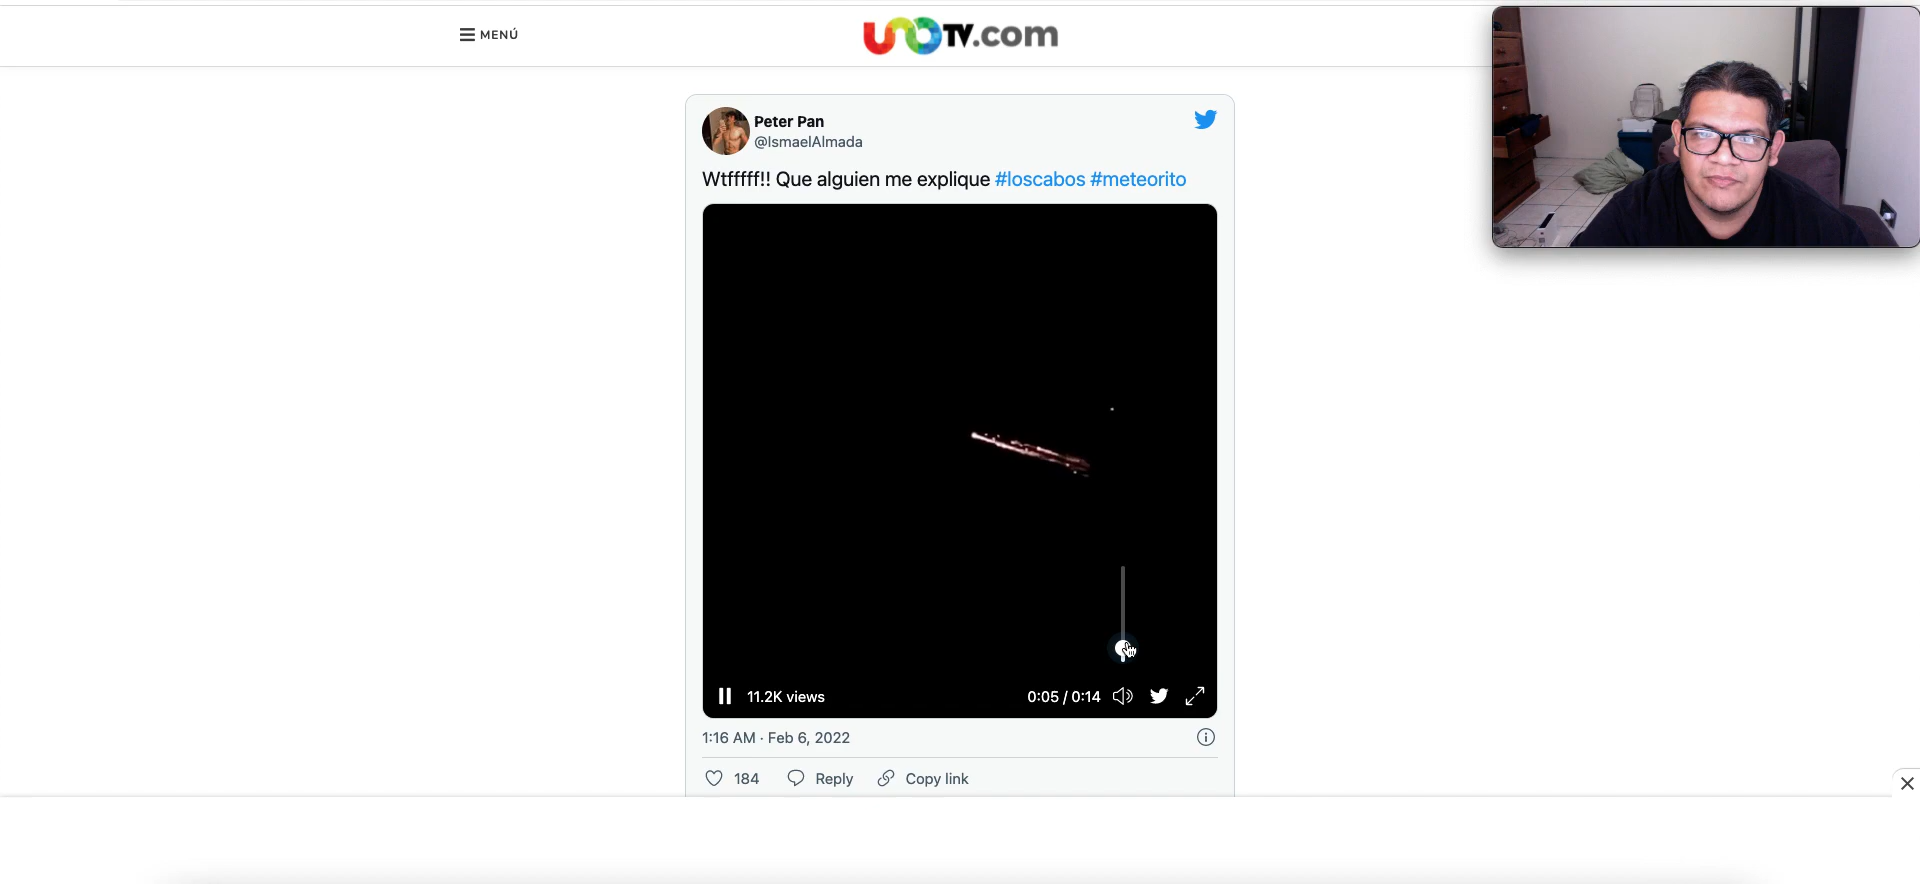 MENÚ
UNOTV.com
Peter Pan
@IsmaelAlmada
Wtfffff!! Que alguien me explique #loscabos #meteorito
11.2K views
0:05 / 0:14
1:16 AM · Feb 6, 2022
184
Reply
Copy link